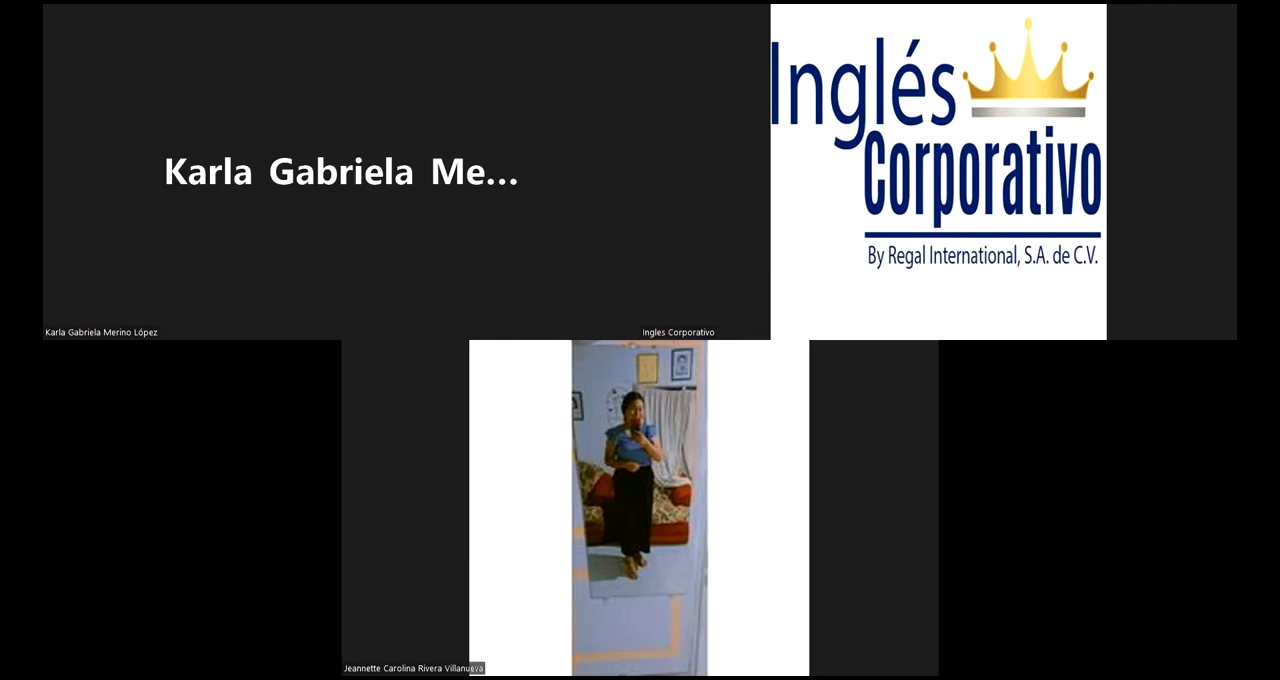 Karla Gabriela Me...
Karla Gabriela Merino López
Inglés
Corporativo
By Regal International, S.A. de C.V.
Ingles Corporativo
Jeannette Carolina Rivera Villanueva